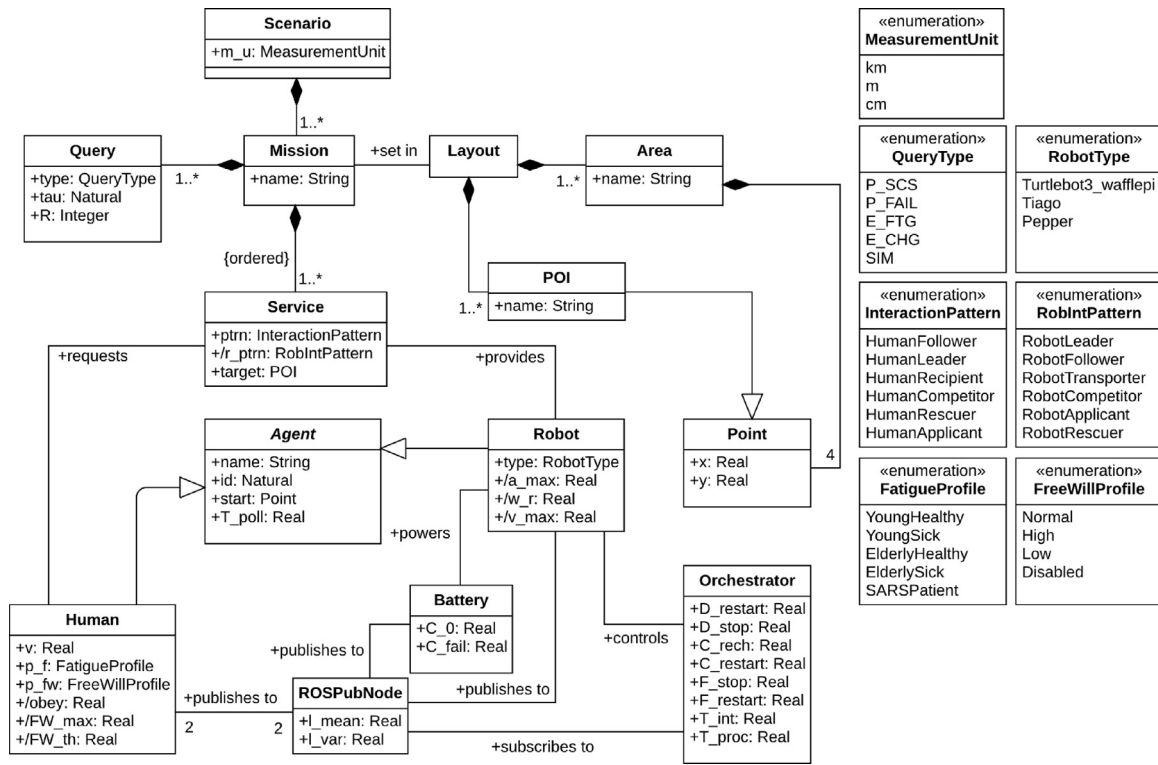 Scenario
+m_u: MeasurementUnit
1..*
Query
+type: QueryType
+tau: Natural
+R: Integer
1..*
Mission
+name: String
+set in
Layout
Area
+name: String
1..*
{ordered}
1..*
POI
+name: String
1..*
Service
+ptrn: InteractionPattern
+/r_ptrn: RobIntPattern
+target: POI
+requests
+provides
Agent
+name: String
+id: Natural
+start: Point
+T_poll: Real
Robot
+type: RobotType
+/a_max: Real
+/w_r: Real
+/v_max: Real
Point
+x: Real
+y: Real
4
+powers
Battery
+C_0: Real
+C_fail: Real
+controls
Orchestrator
+D_restart: Real
+D_stop: Real
+C_rech: Real
+C_restart: Real
+F_stop: Real
+F_restart: Real
+T_int: Real
+T_proc: Real
Human
+v: Real
+p_f: FatigueProfile
+p_fw: FreeWillProfile
+/obey: Real
+/FW_max: Real
+/FW_th: Real
+publishes to
+publishes to
2
2
ROSPubNode
+l_mean: Real
+l_var: Real
+publishes to
+subscribes to
«enumeration»
MeasurementUnit
km
m
cm
«enumeration»
QueryType
P_SCS
P_FAIL
E_FTG
E_CHG
SIM
«enumeration»
RobotType
Turtlebot3_wafflepi
Tiago
Pepper
«enumeration»
InteractionPattern
HumanFollower
HumanLeader
HumanRecipient
HumanCompetitor
HumanRescuer
HumanApplicant
«enumeration»
RobIntPattern
RobotLeader
RobotFollower
RobotTransporter
RobotCompetitor
RobotApplicant
RobotRescuer
«enumeration»
FatigueProfile
YoungHealthy
YoungSick
ElderlyHealthy
ElderlySick
SARSPatient
«enumeration»
FreeWillProfile
Normal
High
Low
Disabled